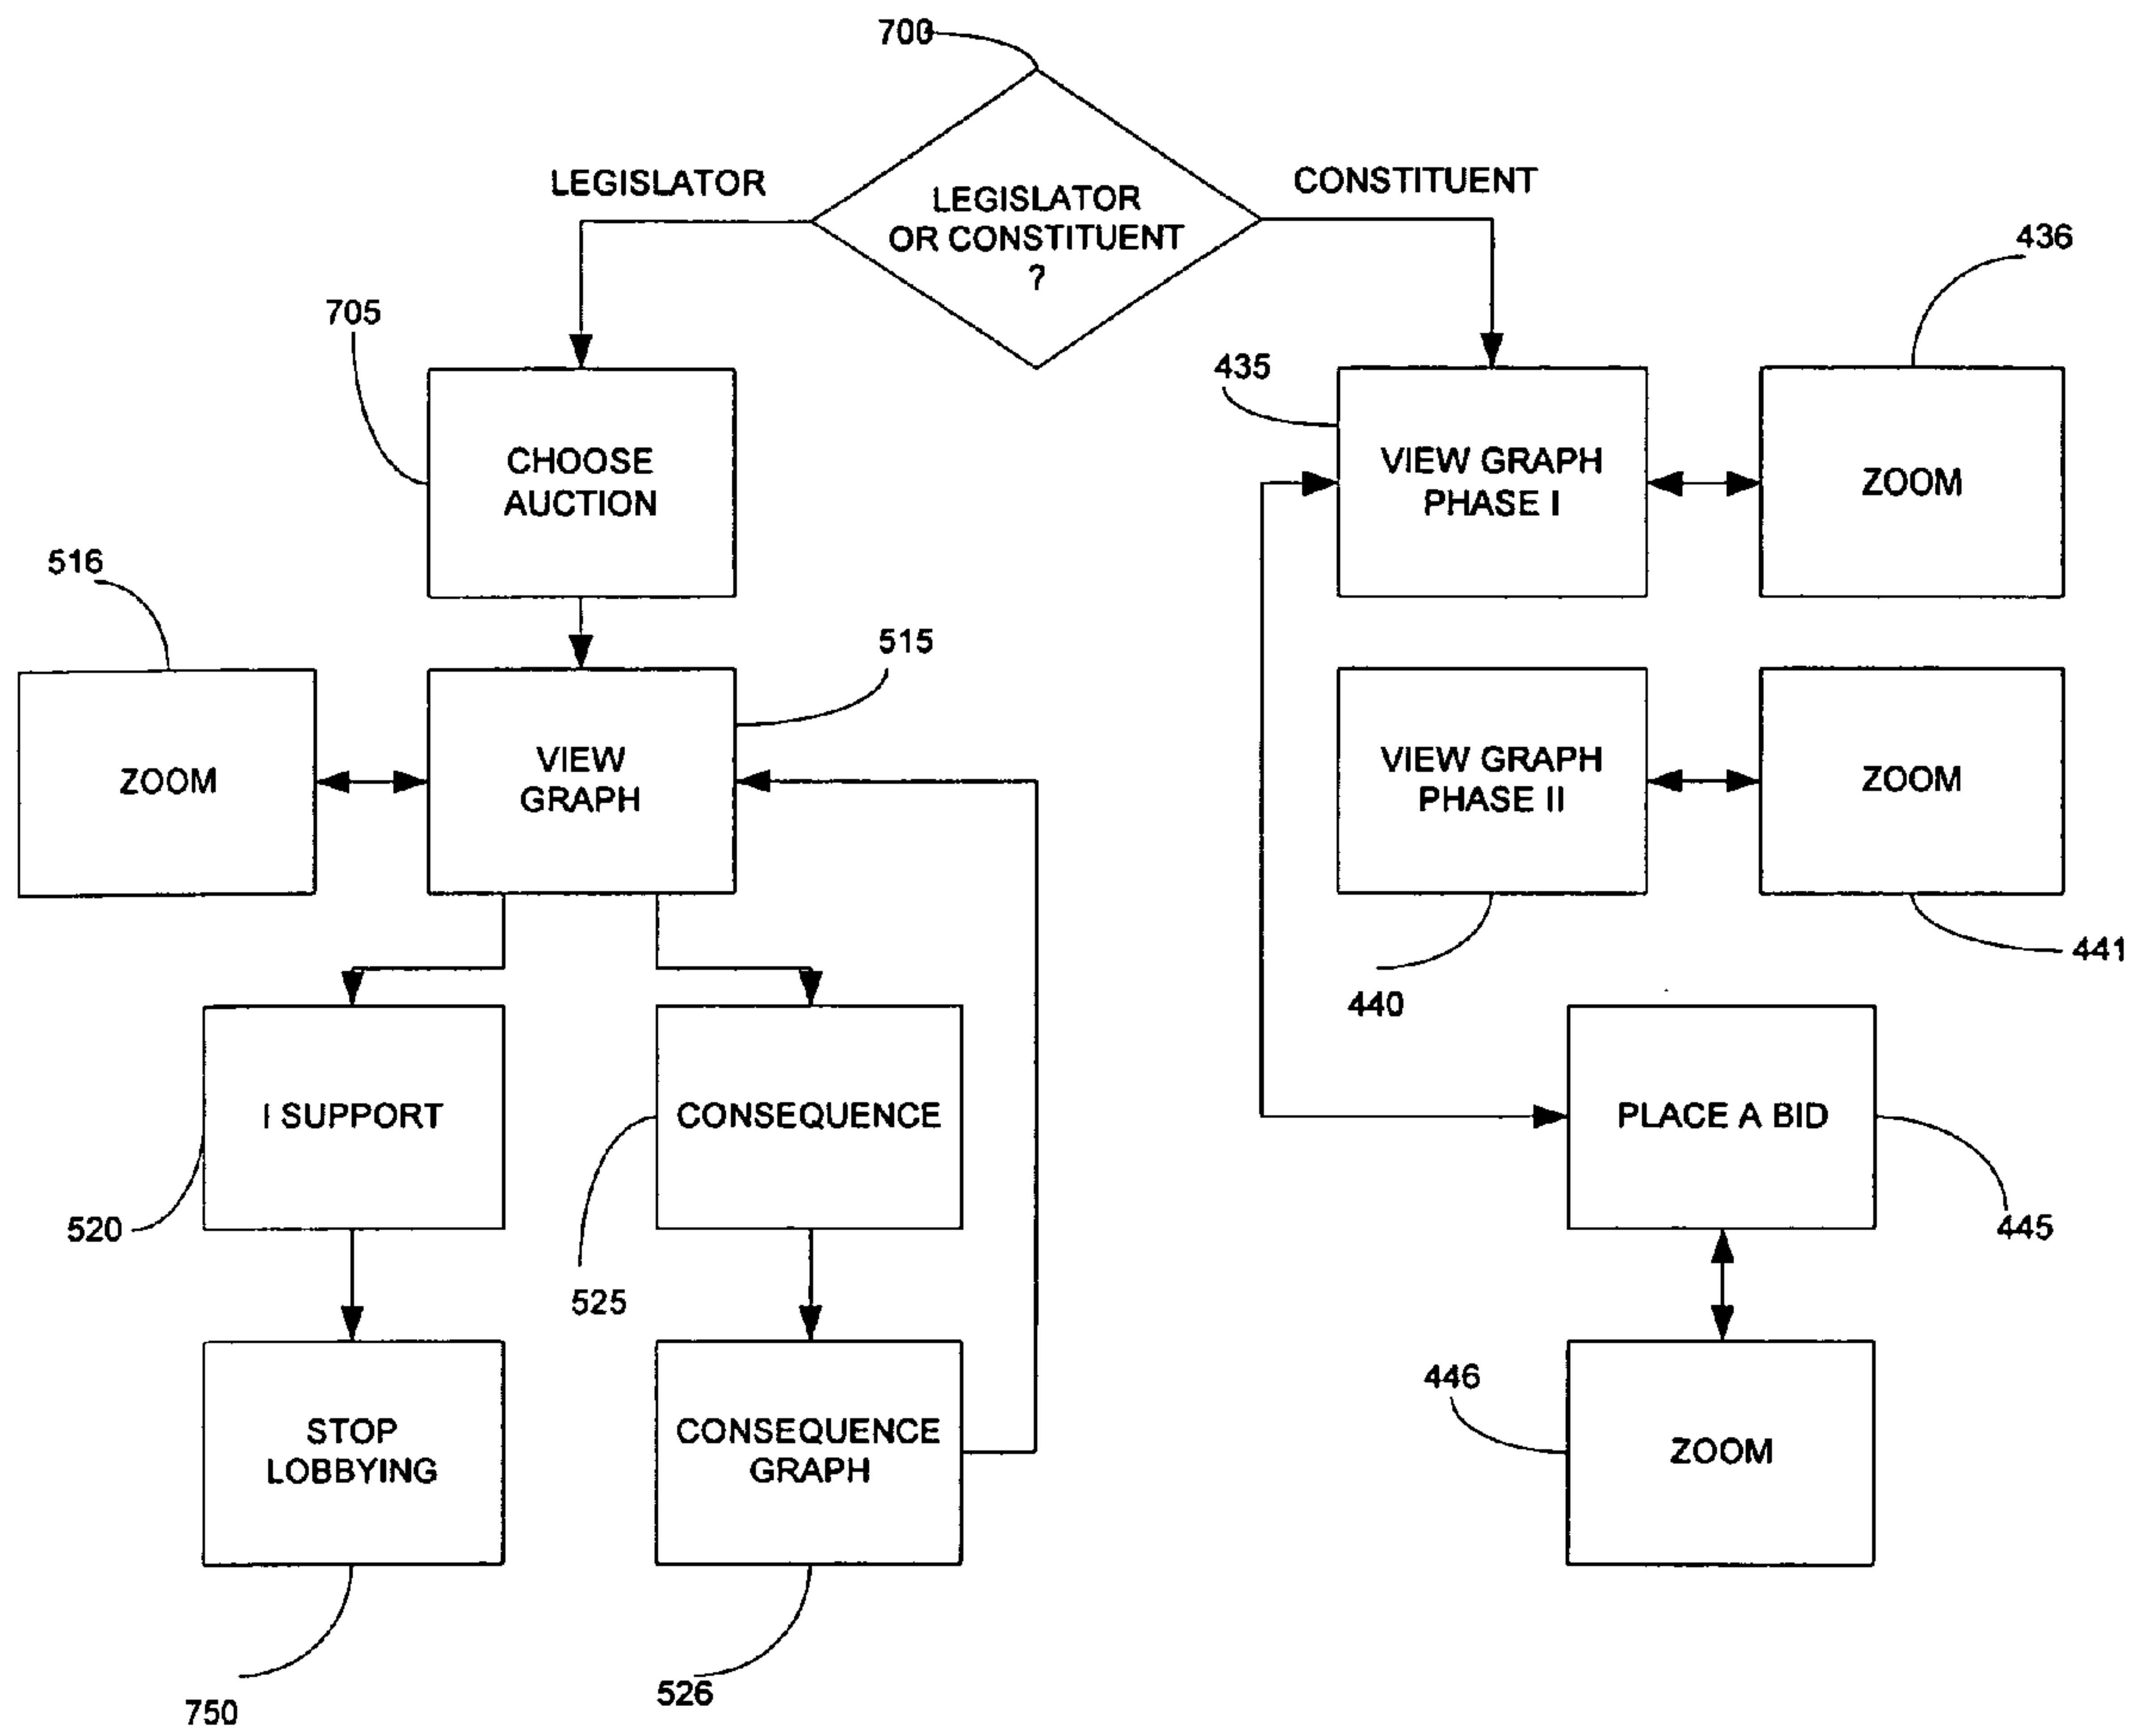 700
LEGISLATOR
CONSTITUENT
LEGISLATOR
OR CONSTITUENT
?
436
705
435
CHOOSE
AUCTION
VIEW GRAPH
PHASE I
ZOOM
516
515
ZOOM
VIEW
GRAPH
VIEW GRAPH
PHASE II
ZOOM
441
440
I SUPPORT
CONSEQUENCE
PLACE A BID
520
525
445
446
STOP
LOBBYING
CONSEQUENCE
GRAPH
ZOOM
750
526